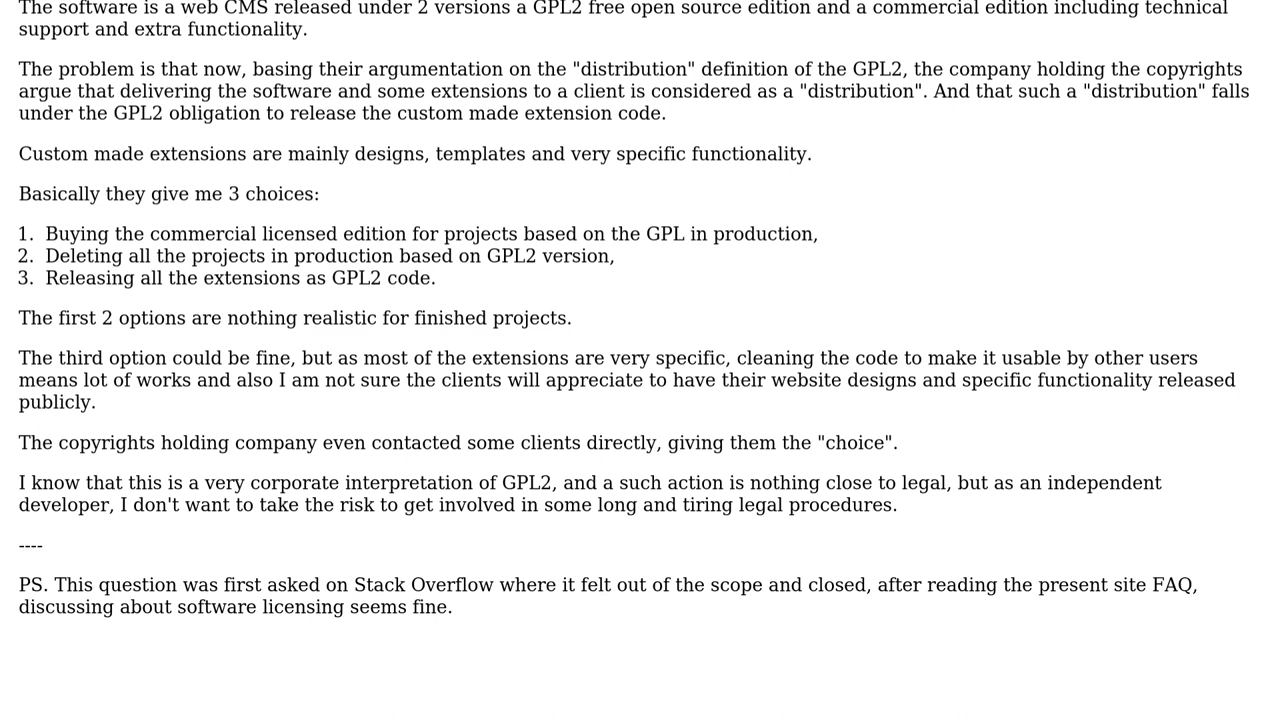 The software is a web CMS released under 2 versions a GPL2 free open source edition and a commercial edition including technical
support and extra functionality.
The problem is that now, basing their argumentation on the "distribution" definition of the GPL2, the company holding the copyrights
argue that delivering the software and some extensions to a client is considered as a "distribution". And that such a "distribution" falls
under the GPL2 obligation to release the custom made extension code.
Custom made extensions are mainly designs, templates and very specific functionality.
Basically they give me 3 choices:
1. Buying the commercial licensed edition for projects based on the GPL in production,
2. Deleting all the projects in production based on GPL2 version,
3. Releasing all the extensions as GPL2 code.
The first 2 options are nothing realistic for finished projects.
The third option could be fine, but as most of the extensions are very specific, cleaning the code to make it usable by other users
means lot of works and also I am not sure the clients will appreciate to have their website designs and specific functionality released
publicly.
The copyrights holding company even contacted some clients directly, giving them the "choice".
I know that this is a very corporate interpretation of GPL2, and a such action is nothing close to legal, but as an independent
developer, I don't want to take the risk to get involved in some long and tiring legal procedures.
----
PS. This question was first asked on Stack Overflow where it felt out of the scope and closed, after reading the present site FAQ,
discussing about software licensing seems fine.